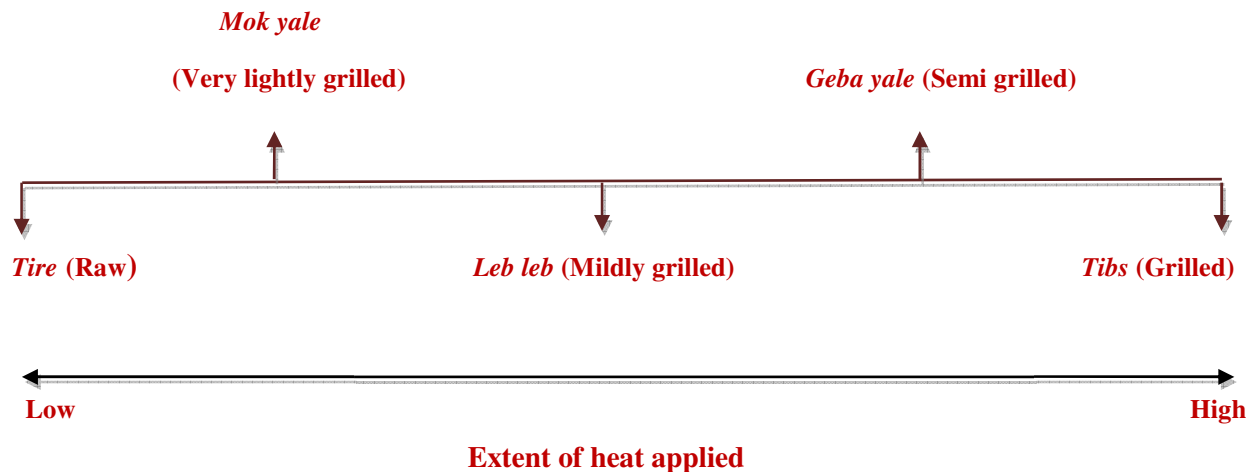 Mok yale
(Very lightly grilled)
Geba yale (Semi grilled)
Tire (Raw)
Leb leb (Mildly grilled)
Tibs (Grilled)
Low
High
Extent of heat applied